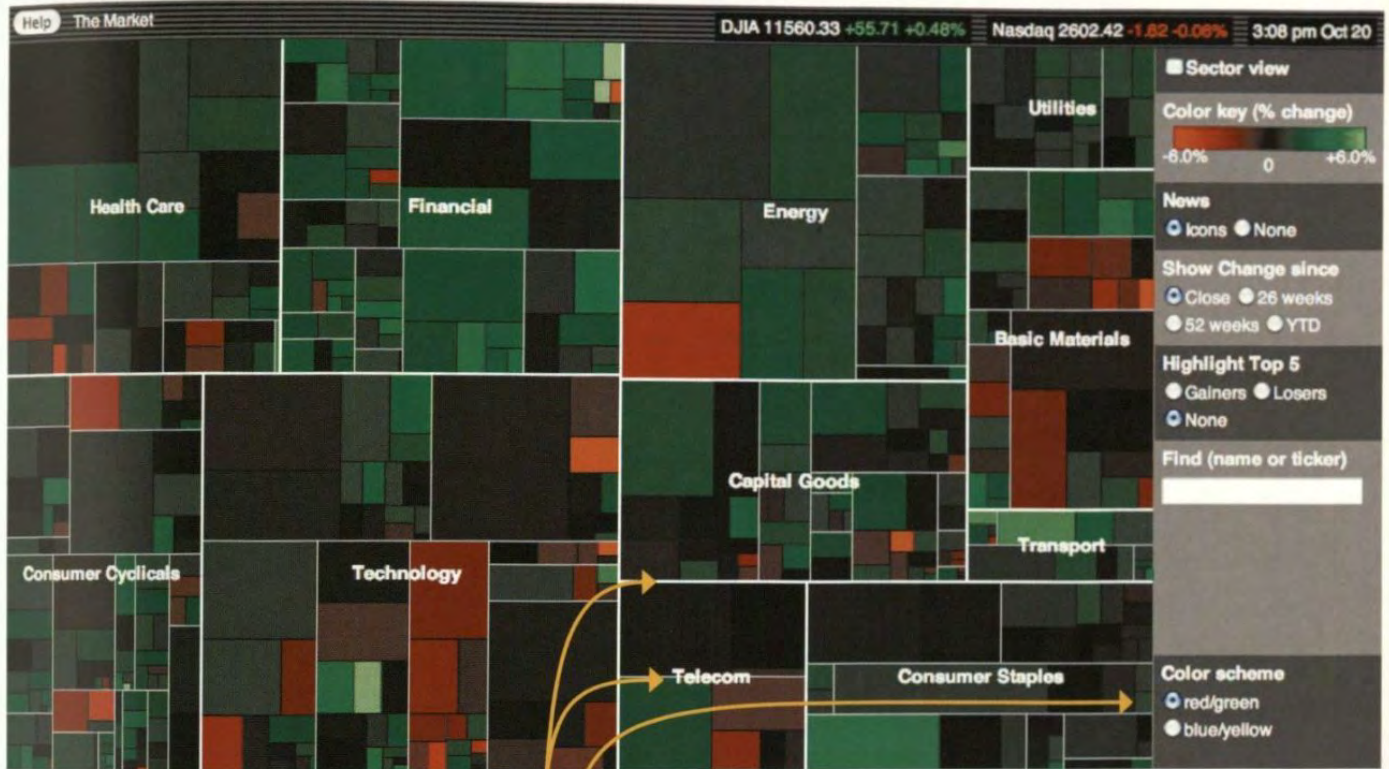 Help The Market
DJIA 11560.33 +55.71 +0.48% Nasdaq 2602.42 -1.62 -0.06% 3:08 pm Oct 20
Sector view
Color key (% change)
-6.0% 0 +6.0%
News
Icons None
Show Change since
Close 26 weeks
52 weeks YTD
Highlight Top 5
Gainers Losers
None
Find (name or ticker)
Color scheme
red/green
blue/yellow
Utilities
Health Care
Financial
Energy
Basic Materials
Capital Goods
Transport
Consumer Cyclicals
Technology
Telecom
Consumer Staples